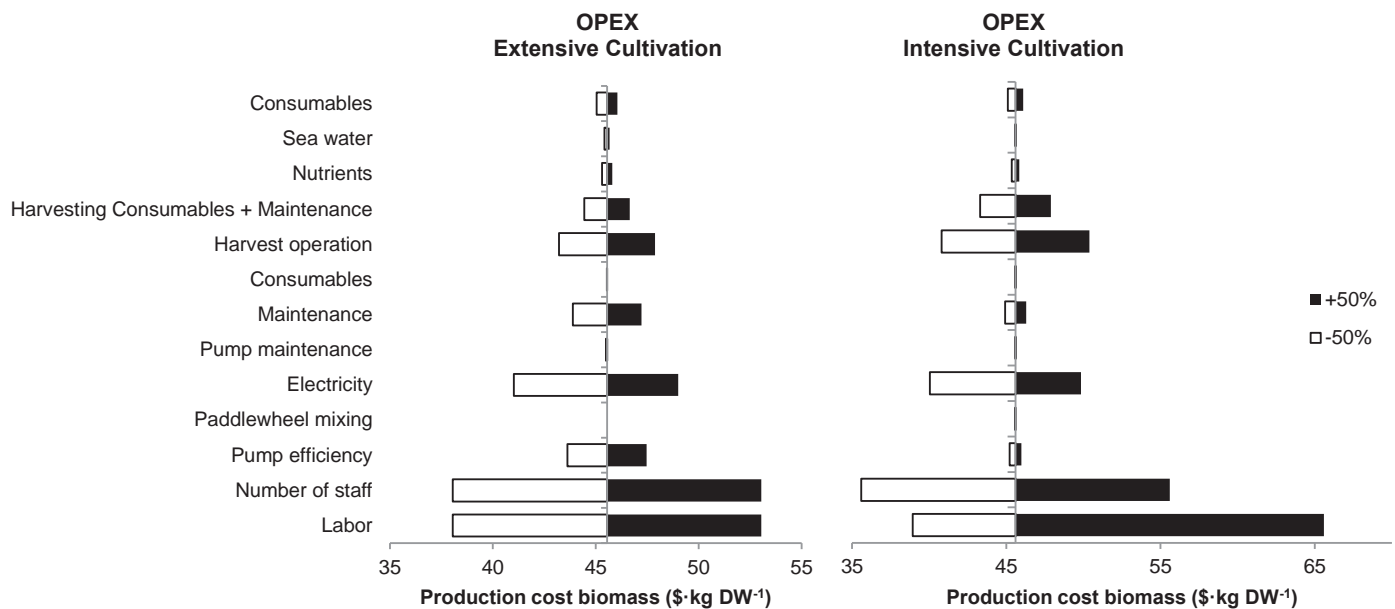 OPEX
Extensive Cultivation
OPEX
Intensive Cultivation
Consumables
Sea water
Nutrients
Harvesting Consumables + Maintenance
Harvest operation
Consumables
Maintenance
Pump maintenance
Electricity
Paddlewheel mixing
Pump efficiency
Number of staff
Labor
+50%
-50%
35 40 45 50 55
35 45 55 65
Production cost biomass ($·kg DW⁻¹)
Production cost biomass ($·kg DW⁻¹)